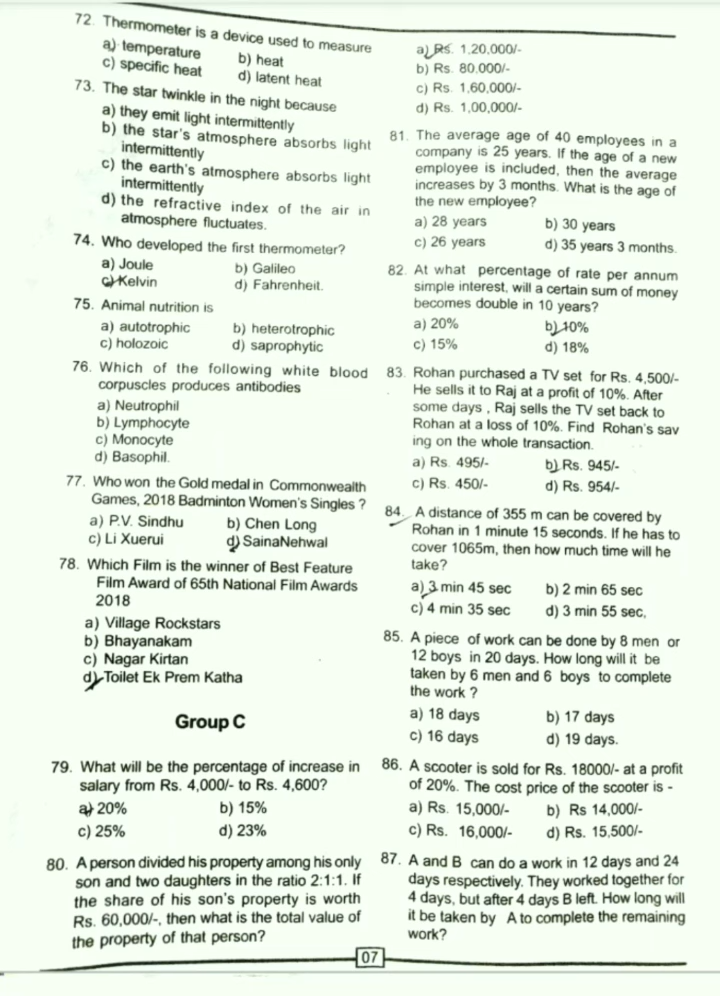 72. Thermometer is a device used to measure
a) temperature b) heat
c) specific heat d) latent heat
73. The star twinkle in the night because
a) they emit light intermittently
b) the star's atmosphere absorbs light
intermittently
c) the earth's atmosphere absorbs light
intermittently
d) the refractive index of the air in
atmosphere fluctuates.
74. Who developed the first thermometer?
a) Joule b) Galileo
c) Kelvin d) Fahrenheit.
75. Animal nutrition is
a) autotrophic b) heterotrophic
c) holozoic d) saprophytic
76. Which of the following white blood
corpuscles produces antibodies
a) Neutrophil
b) Lymphocyte
c) Monocyte
d) Basophil.
77. Who won the Gold medal in Commonwealth
Games, 2018 Badminton Women's Singles ?
a) P.V. Sindhu b) Chen Long
c) Li Xuerui d) SainaNehwal
78. Which Film is the winner of Best Feature
Film Award of 65th National Film Awards
2018
a) Village Rockstars
b) Bhayanakam
c) Nagar Kirtan
d) Toilet Ek Prem Katha
Group C
79. What will be the percentage of increase in
salary from Rs. 4,000/- to Rs. 4,600?
a) 20% b) 15%
c) 25% d) 23%
80. A person divided his property among his only
son and two daughters in the ratio 2:1:1. If
the share of his son's property is worth
Rs. 60,000/-, then what is the total value of
the property of that person?
a) Rs. 1,20,000/-
b) Rs. 80.000/-
c) Rs. 1,60,000/-
d) Rs. 1,00,000/-
81. The average age of 40 employees in a
company is 25 years. If the age of a new
employee is included, then the average
increases by 3 months. What is the age of
the new employee?
a) 28 years b) 30 years
c) 26 years d) 35 years 3 months.
82. At what percentage of rate per annum
simple interest, will a certain sum of money
becomes double in 10 years?
a) 20% b) 10%
c) 15% d) 18%
83. Rohan purchased a TV set for Rs. 4,500/-
He sells it to Raj at a profit of 10%. After
some days , Raj sells the TV set back to
Rohan at a loss of 10%. Find Rohan's sav
ing on the whole transaction.
a) Rs. 495/- b) Rs. 945/-
c) Rs. 450/- d) Rs. 954/-
84. A distance of 355 m can be covered by
Rohan in 1 minute 15 seconds. If he has to
cover 1065m, then how much time will he
take?
a) 3 min 45 sec b) 2 min 65 sec
c) 4 min 35 sec d) 3 min 55 sec,
85. A piece of work can be done by 8 men or
12 boys in 20 days. How long will it be
taken by 6 men and 6 boys to complete
the work ?
a) 18 days b) 17 days
c) 16 days d) 19 days.
86. A scooter is sold for Rs. 18000/- at a profit
of 20%. The cost price of the scooter is -
a) Rs. 15,000/- b) Rs 14,000/-
c) Rs. 16,000/- d) Rs. 15,500/-
87. A and B can do a work in 12 days and 24
days respectively. They worked together for
4 days, but after 4 days B left. How long will
it be taken by A to complete the remaining
work?
07